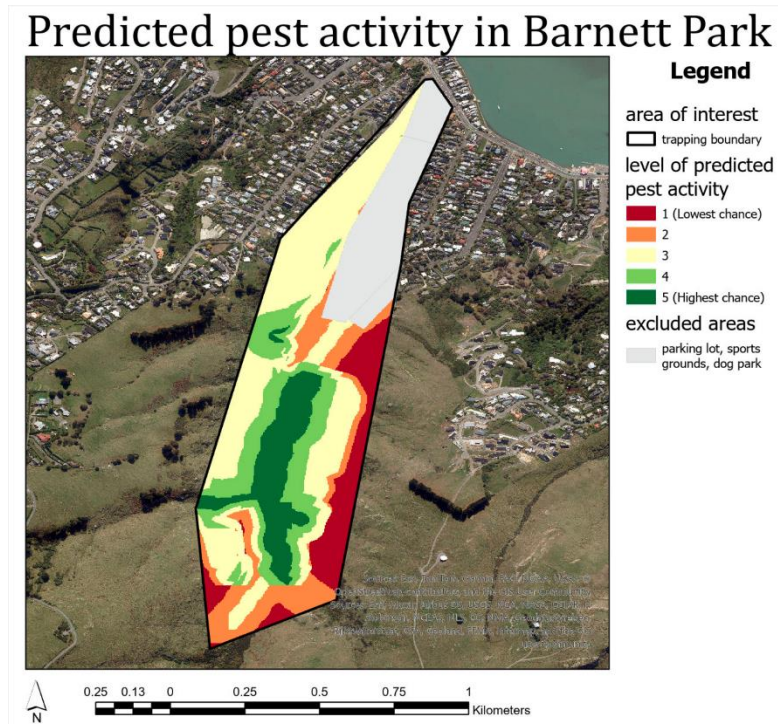 Predicted pest activity in Barnett Park
Legend
area of interest
trapping boundary
level of predicted
pest activity
1 (Lowest chance)
2
3
4
5 (Highest chance)
excluded areas
parking lot, sports
grounds, dog park
N
0.25 0.13 0 0.25 0.5 0.75 1
Kilometers